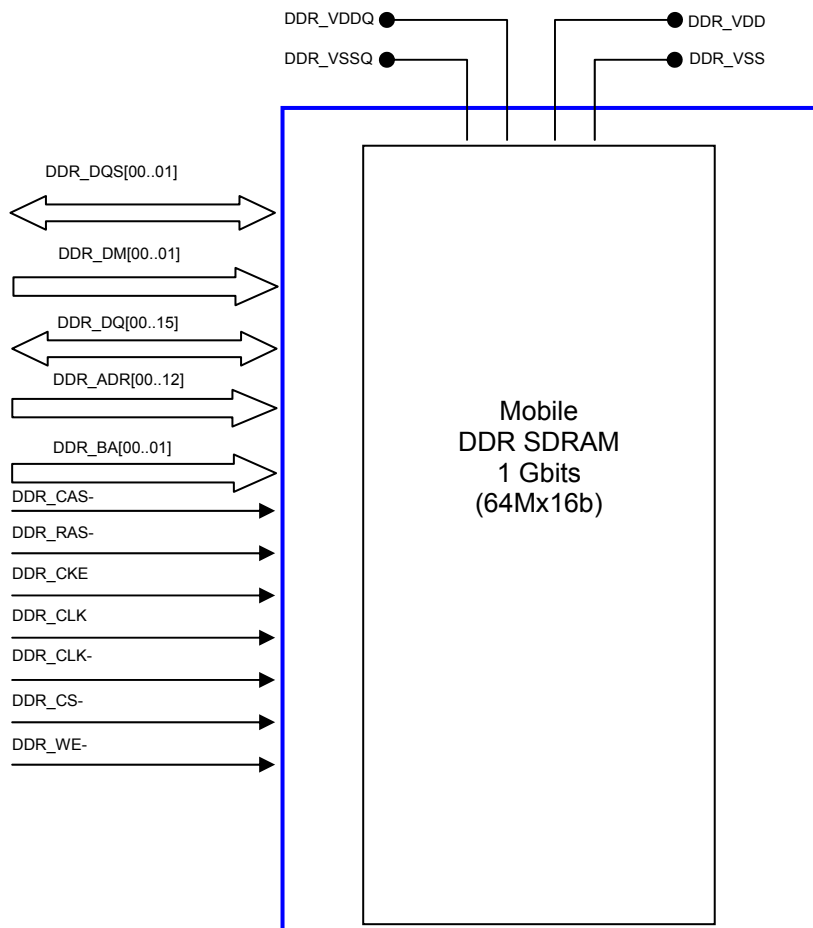 DDR_VDDQ
DDR_VDD
DDR_VSSQ
DDR_VSS
DDR_DQS[00..01]
DDR_DM[00..01]
DDR_DQ[00..15]
DDR_ADR[00..12]
DDR_BA[00..01]
DDR_CAS-
DDR_RAS-
DDR_CKE
DDR_CLK
DDR_CLK-
DDR_CS-
DDR_WE-
Mobile
DDR SDRAM
1 Gbits
(64Mx16b)